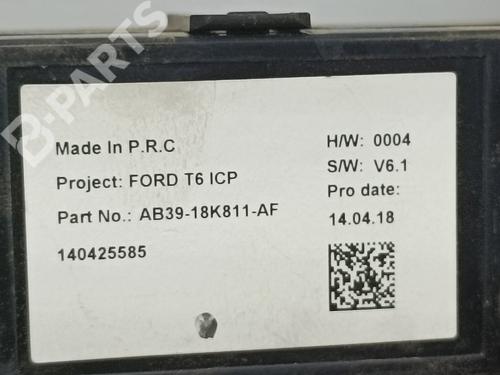 B-PARTS
Made In P.R.C
Project: FORD T6 ICP
Part No.: AB39-18K811-AF
140425585
H/W: 0004
S/W: V6.1
Pro date:
14.04.18